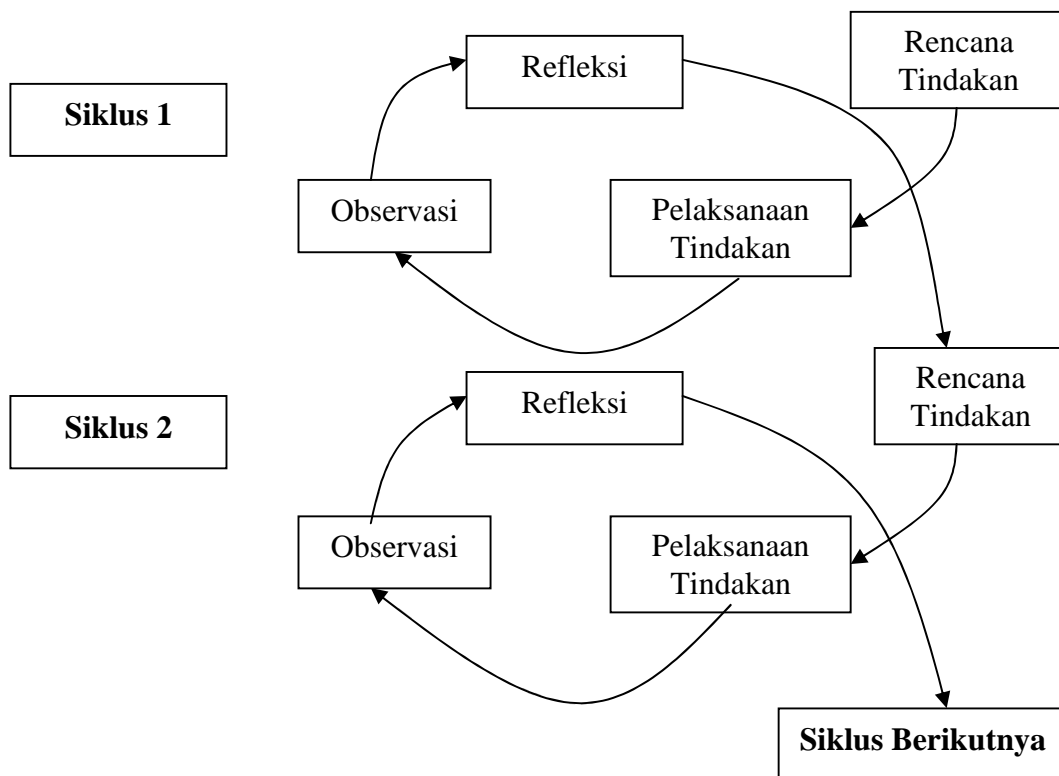 Rencana
Tindakan
Refleksi
Siklus 1
Observasi
Pelaksanaan
Tindakan
Rencana
Tindakan
Refleksi
Siklus 2
Observasi
Pelaksanaan
Tindakan
Siklus Berikutnya